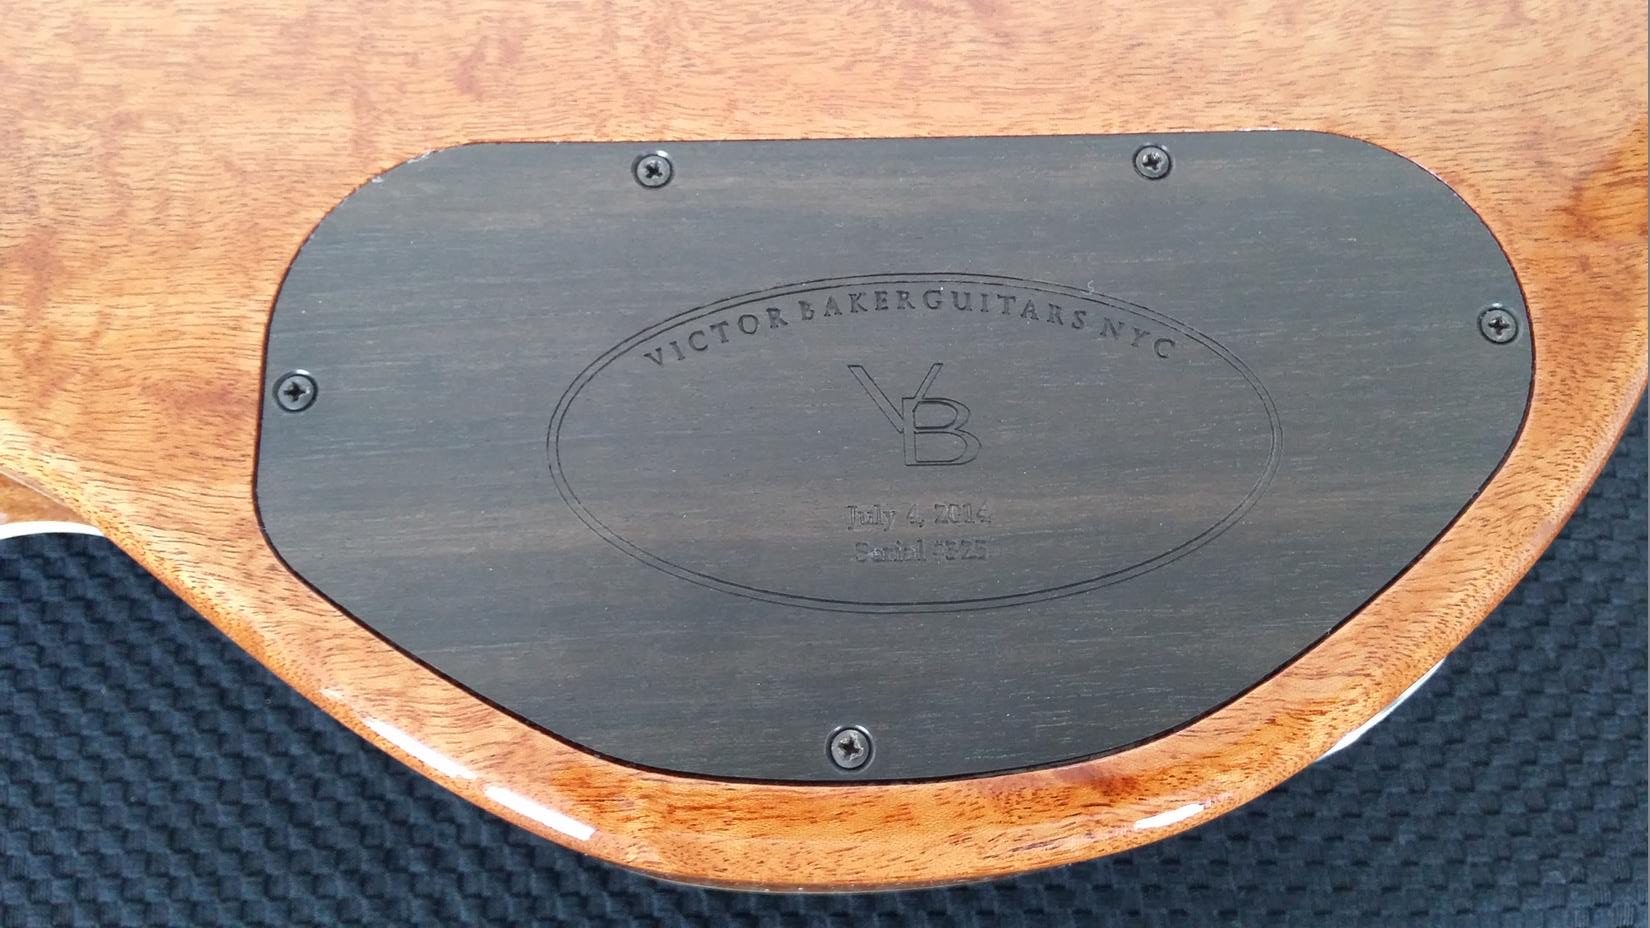 VICTOR BAKER GUITARS NYC
VB
July 4, 2014
Serial #325